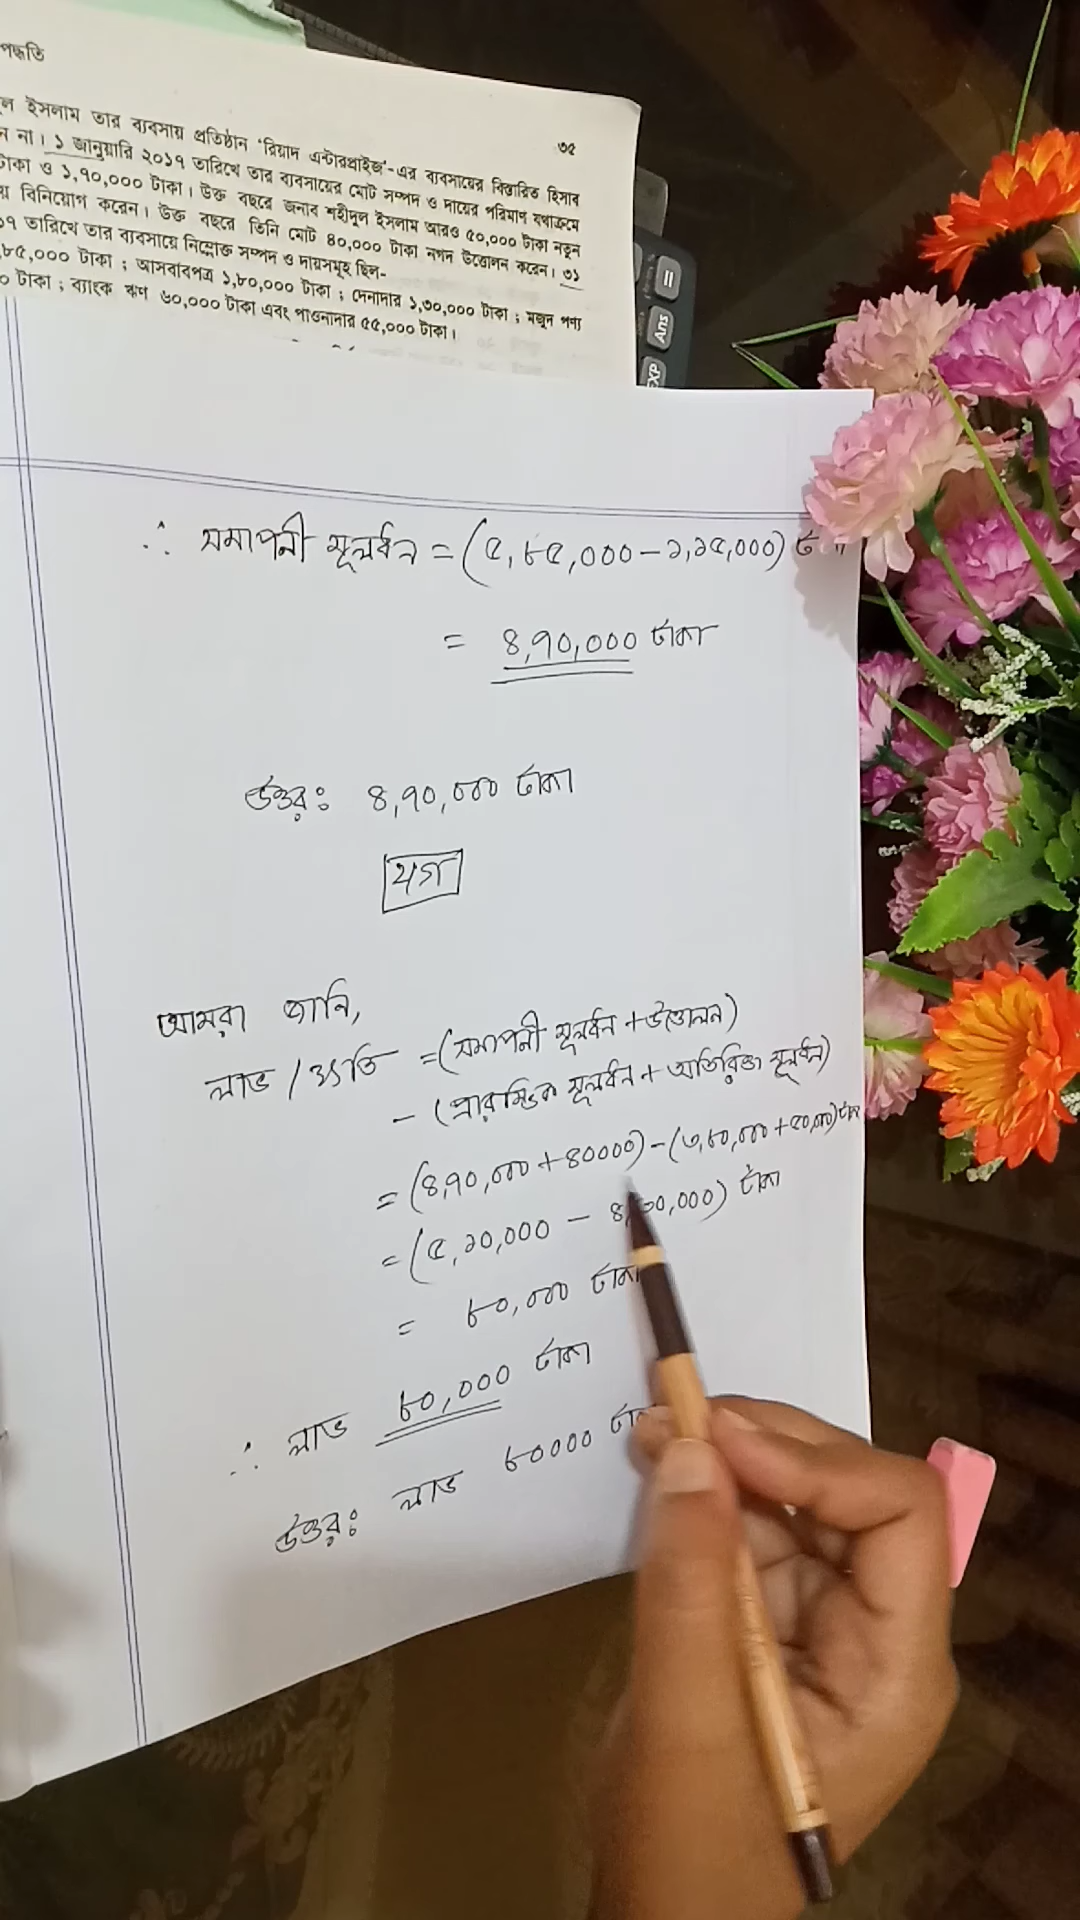 পদ্ধতি
৩৫
ল ইসলাম তার ব্যবসায় প্রতিষ্ঠান 'রিয়াদ এন্টারপ্রাইজ'-এর ব্যবসায়ের বিস্তারিত হিসাব
ন না। ১ জানুয়ারি ২০১৭ তারিখে তার ব্যবসায়ের মোট সম্পদ ও দায়ের পরিমাণ যথাক্রমে
টাকা ও ১,৭০,০০০ টাকা। উক্ত বছরে জনাব শহীদুল ইসলাম আরও ৫০,০০০ টাকা নতুন
য় বিনিয়োগ করেন। উক্ত বছরে তিনি মোট ৪০,০০০ টাকা নগদ উত্তোলন করেন। ৩১
১৭ তারিখে তার ব্যবসায়ে নিম্নোক্ত সম্পদ ও দায়সমূহ ছিল-
৮৫,০০০ টাকা ; আসবাবপত্র ১,৮০,০০০ টাকা ; দেনাদার ১,৩০,০০০ টাকা ; মজুদ পণ্য
০ টাকা ; ব্যাংক ঋণ ৬০,০০০ টাকা এবং পাওনাদার ৫৫,০০০ টাকা।
=
Ans
EXP
∴ সমাপনী মূলধন = (৫,৮৫,০০০ – ১,১৫,০০০)
= ৪,৭০,০০০ টাকা
উত্তর: ৪,৭০,০০০ টাকা
আমরা জানি,
লাভ / ক্ষতি = (সমাপনী মূলধন + উত্তোলন)
– (প্রারম্ভিক মূলধন + অতিরিক্ত মূলধন)
= (৪,৭০,০০০ + ৪০০০০) – (৩,৮০,০০০ + ৫০,০০০) টাকা
= (৫,১০,০০০ – ৪,৩০,০০০) টাকা
= ৮০,০০০ টাকা
∴ লাভ ৮০,০০০ টাকা
উত্তর: লাভ ৮০০০০